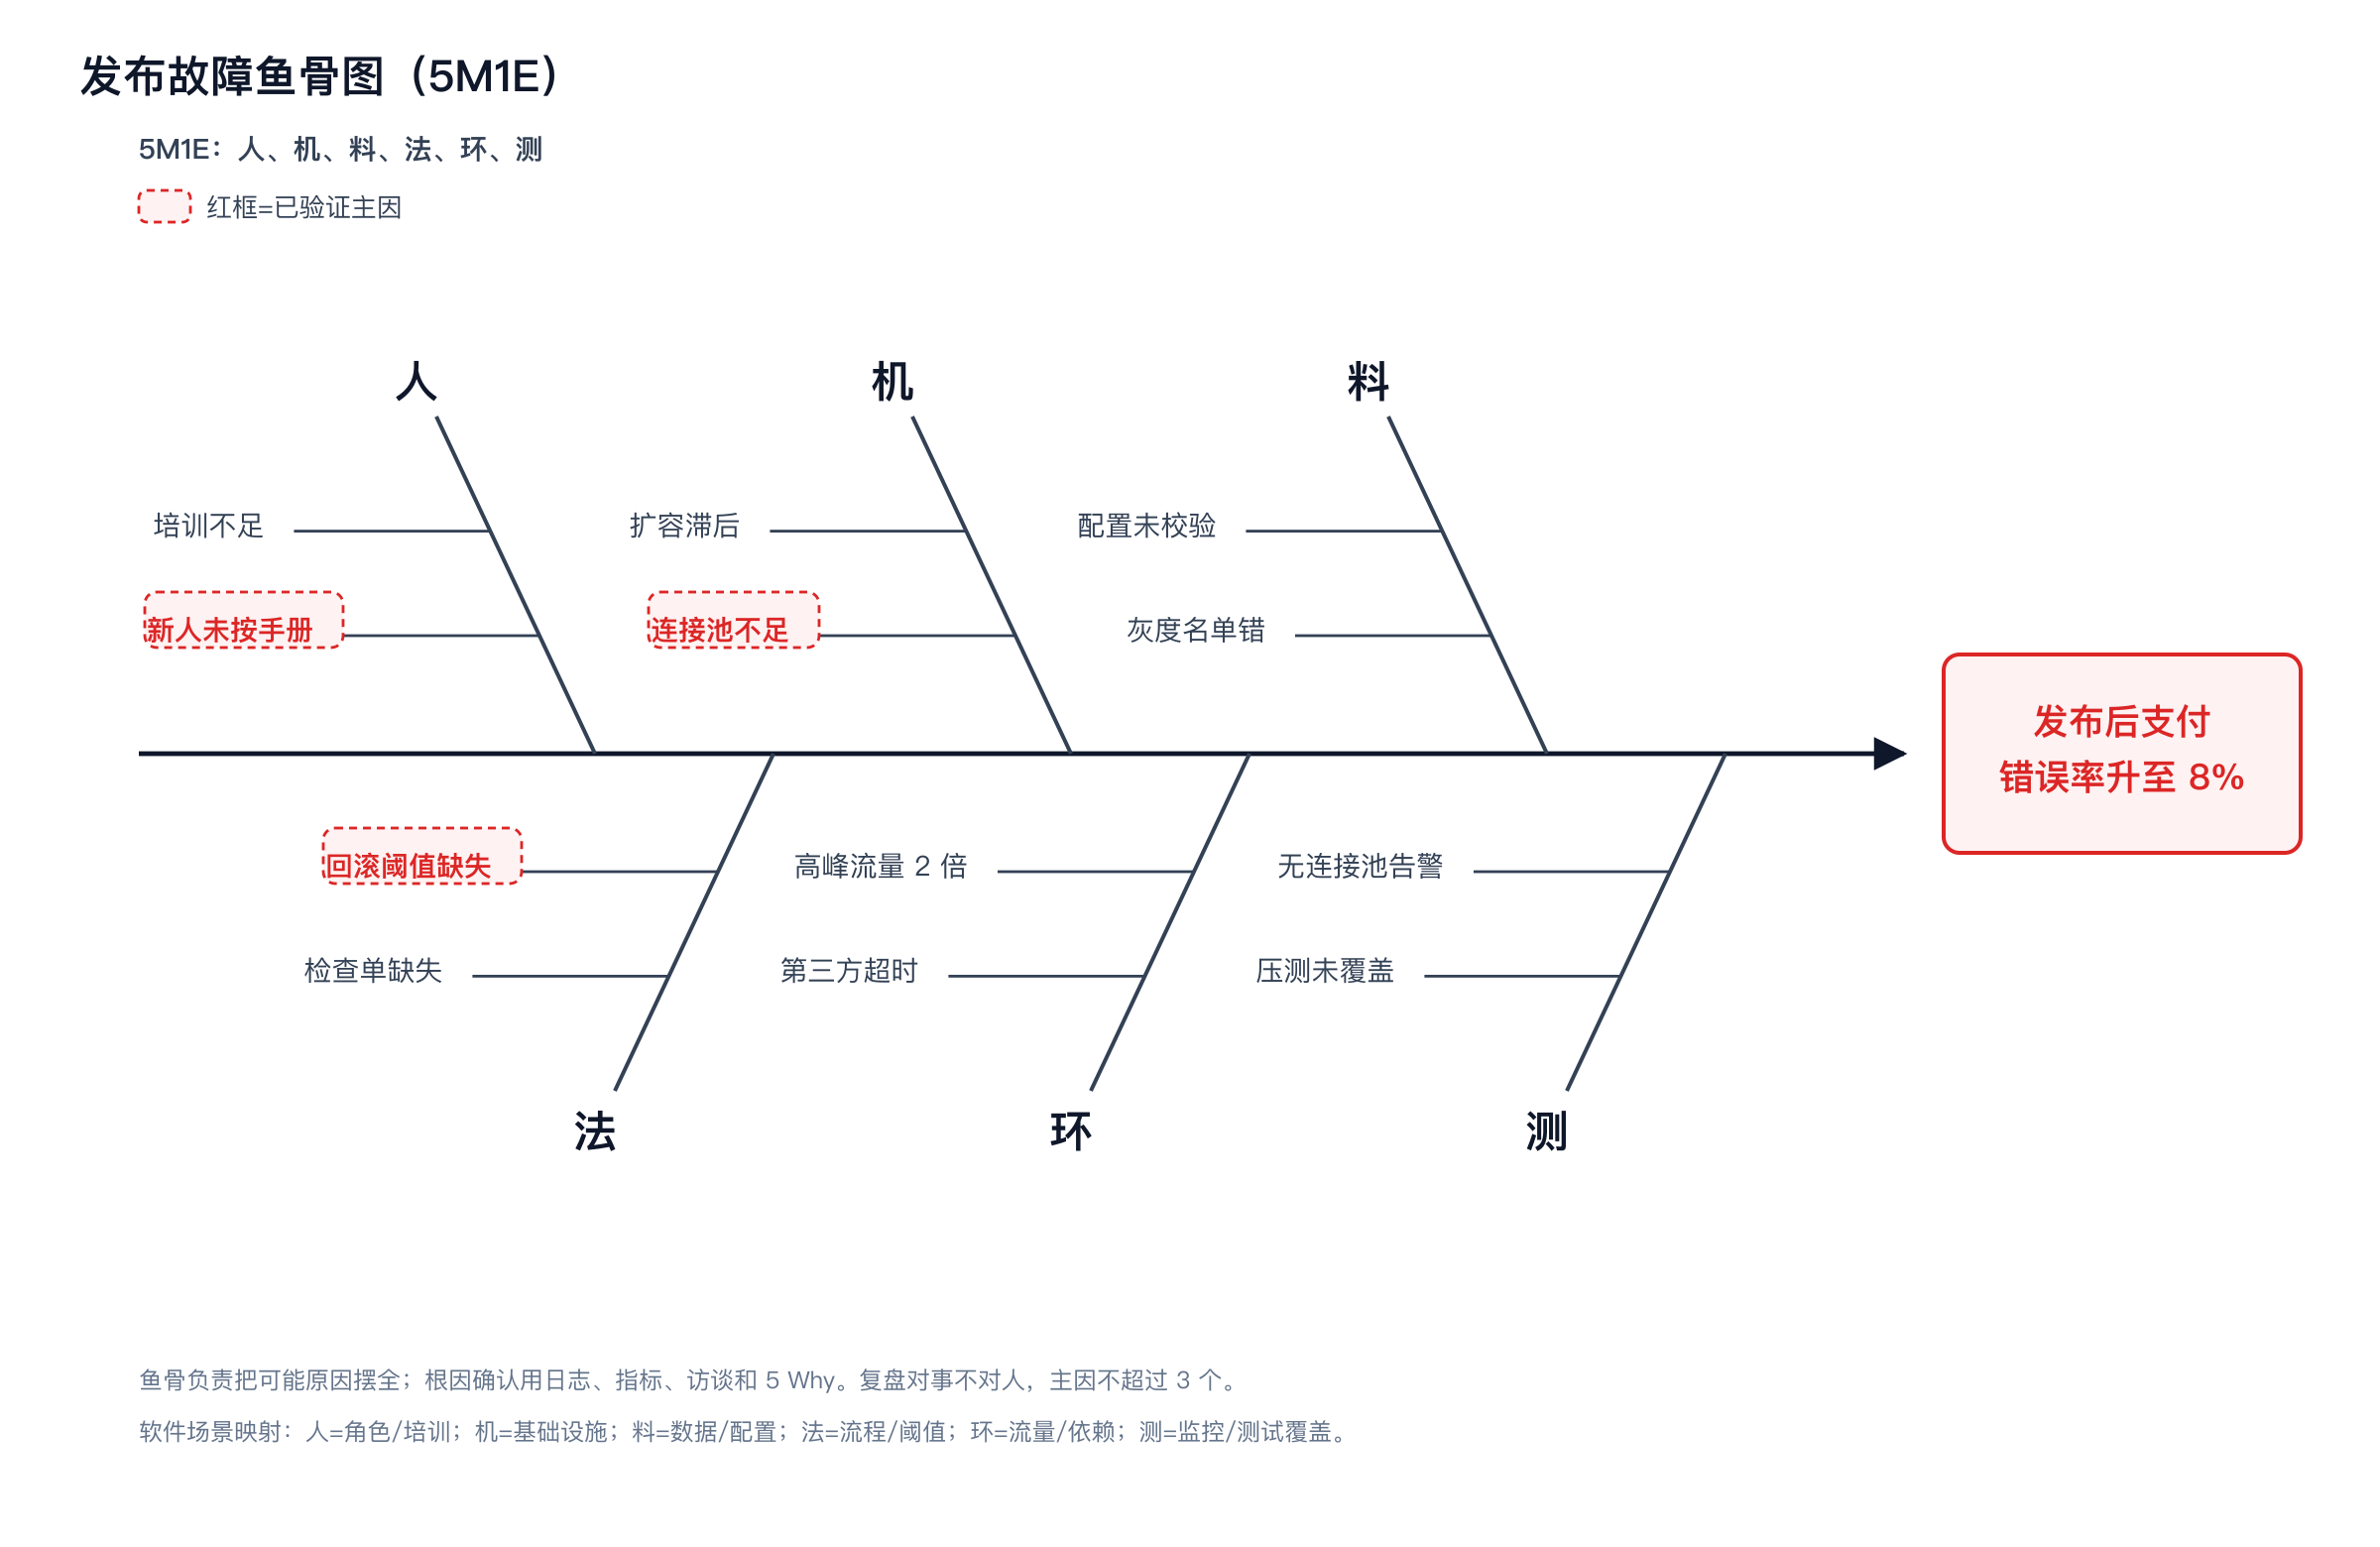 发布故障鱼骨图（5M1E）
5M1E：人、机、料、法、环、测
红框=已验证主因
人
机
料
培训不足
扩容滞后
配置未校验
新人未按手册
连接池不足
灰度名单错
发布后支付
错误率升至 8%
回滚阈值缺失
高峰流量 2 倍
无连接池告警
检查单缺失
第三方超时
压测未覆盖
法
环
测
鱼骨负责把可能原因摆全；根因确认用日志、指标、访谈和 5 Why。复盘对事不对人，主因不超过 3 个。
软件场景映射：人=角色/培训；机=基础设施；料=数据/配置；法=流程/阈值；环=流量/依赖；测=监控/测试覆盖。